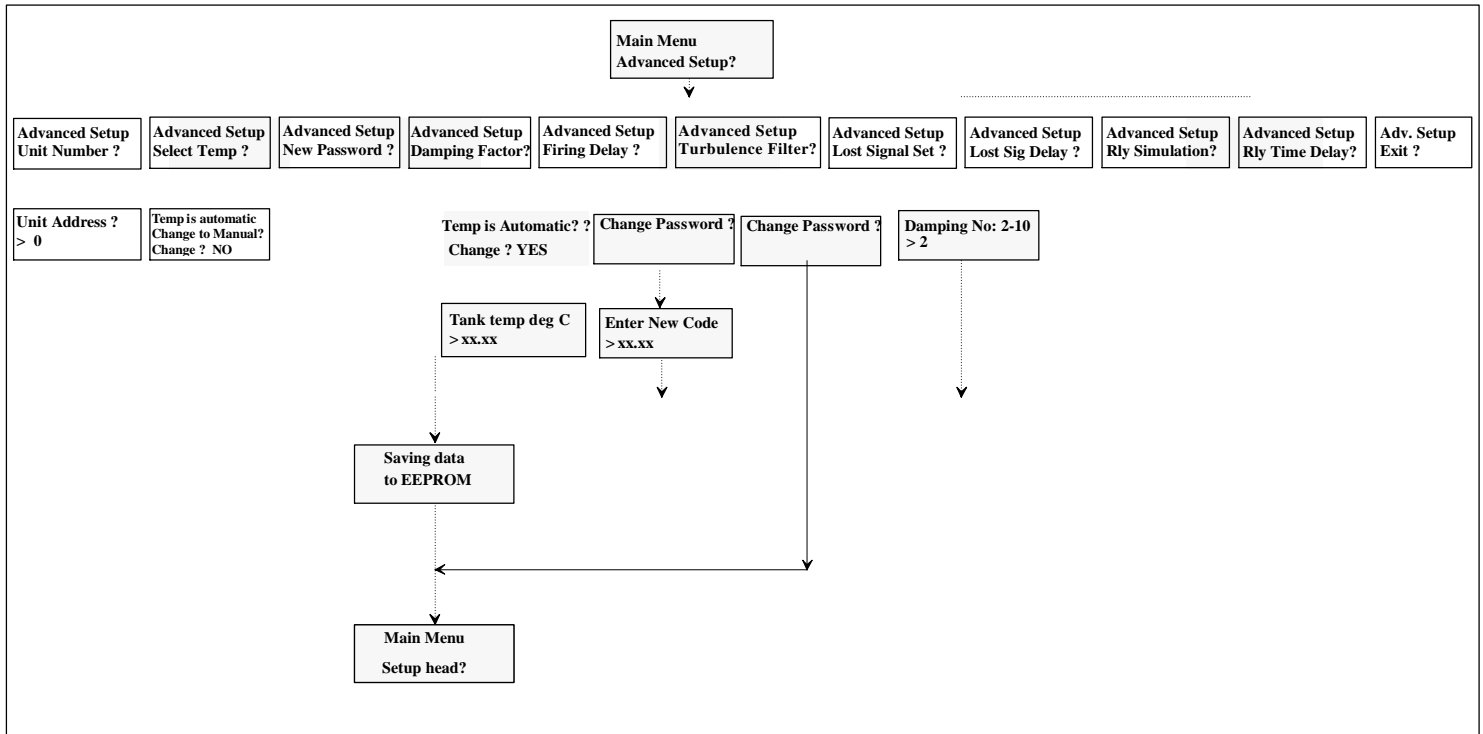 Main Menu
Advanced Setup?
Advanced Setup
Unit Number ?
Advanced Setup
Select Temp ?
Advanced Setup
New Password ?
Advanced Setup
Damping Factor?
Advanced Setup
Firing Delay ?
Advanced Setup
Turbulence Filter?
Advanced Setup
Lost Signal Set ?
Advanced Setup
Lost Sig Delay ?
Advanced Setup
Rly Simulation?
Advanced Setup
Rly Time Delay?
Adv. Setup
Exit ?
Unit Address ?
> 0
Temp is automatic
Change to Manual?
Change ? NO
Temp is Automatic? ?
Change ? YES
Change Password ?
Change Password ?
Damping No: 2-10
> 2
Tank temp deg C
> xx.xx
Enter New Code
> xx.xx
Saving data
to EEPROM
Main Menu
Setup head?